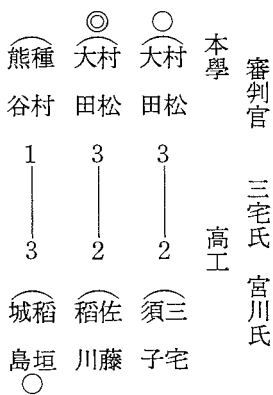 審判官 三宅氏 宮川氏
本學 高工
○ ( 村松
大田 3 — 2 ( 三宅
須子
◎ ( 村松
大田 3 — 2 ( 佐藤
稻川
( 種村
熊谷 1 — 3 ( 稻垣
城島 ○